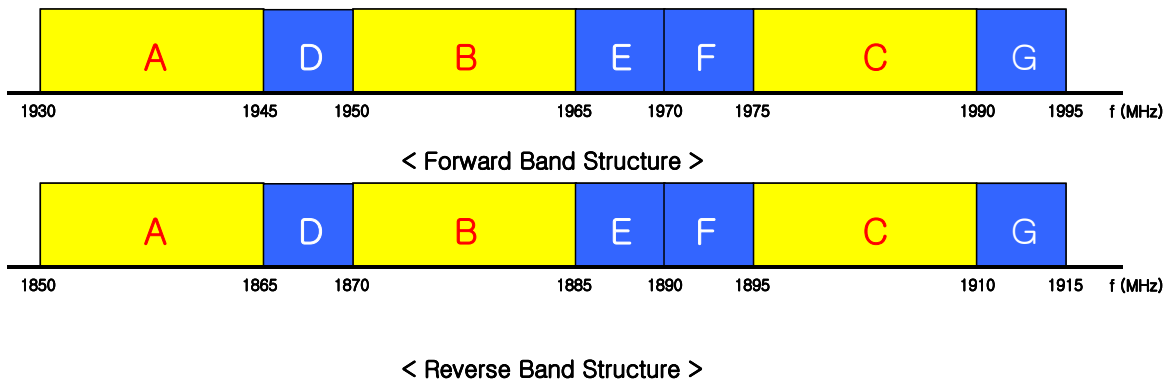 A D B E F C G
1930 1945 1950 1965 1970 1975 1990 1995 f (MHz)
< Forward Band Structure >
A D B E F C G
1850 1865 1870 1885 1890 1895 1910 1915 f (MHz)
< Reverse Band Structure >